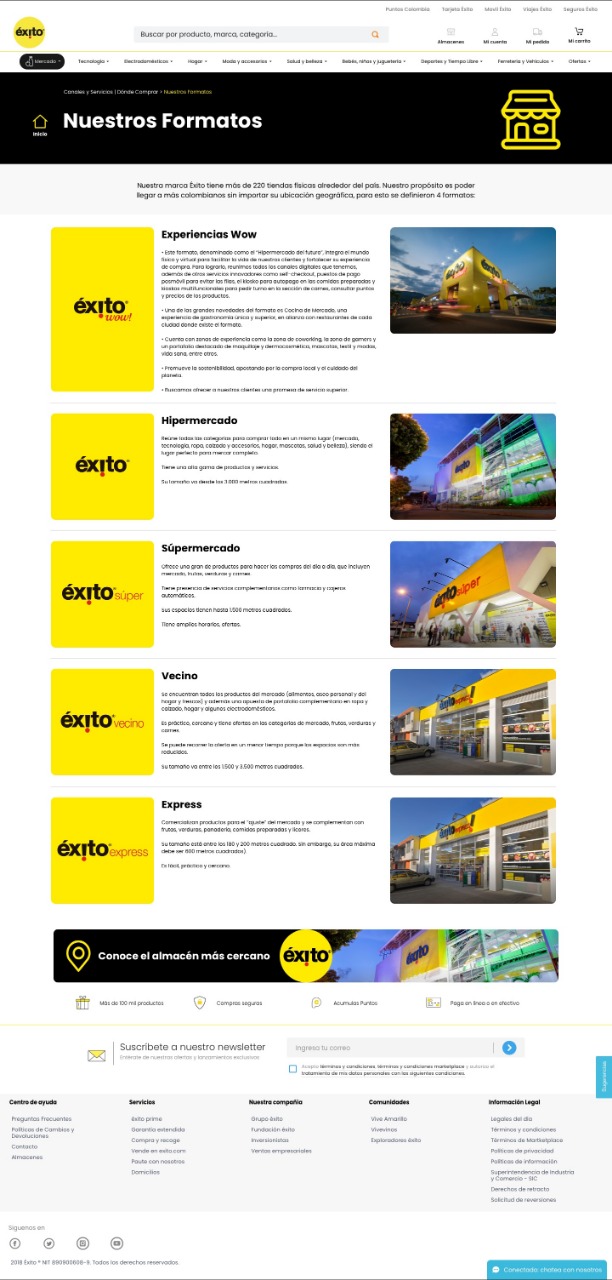 Puntos Colombia Tarjeta Éxito Móvil Éxito Viajes Éxito Seguros Éxito
éxito
Buscar por producto, marca, categoría...
Almacenes Mi cuenta Mi pedido Mi carrito
Mercado Tecnología Electrodomésticos Hogar Moda y accesorios Salud y belleza Bebés, niños y juguetería Deportes y Tiempo Libre Ferretería y Vehículos Ofertas
Canales y Servicios | Dónde Comprar > Nuestros Formatos
Inicio
Nuestros Formatos
Nuestra marca Éxito tiene más de 220 tiendas físicas alrededor del país. Nuestro propósito es poder
llegar a más colombianos sin importar su ubicación geográfica, para esto se definieron 4 formatos:
éxito wow!
Experiencias Wow
• Este formato, denominado como el "Hipermercado del futuro", integra el mundo
físico y virtual para facilitar la vida de nuestros clientes y fortalecer su experiencia
de compra. Para lograrlo, reunimos todos los canales digitales que tenemos,
además de otros servicios innovadores como self-checkout, puestos de pago
posmóvil para evitar las filas, el kiosko para autopago en las comidas preparadas y
kioskos multifuncionales para pedir turno en la sección de carnes, consultar puntos
y precios de los productos.
• Una de las grandes novedades del formato es Cocina de Mercado, una
experiencia de gastronomía única y superior, en alianza con restaurantes de cada
ciudad donde existe el formato.
• Cuenta con zonas de experiencia como la zona de coworking, la zona de gamers y
un portafolio destacado de maquillaje y dermocosmética, mascotas, textil y modas,
vida sana, entre otros.
• Promueve la sostenibilidad, apostando por la compra local y el cuidado del
planeta.
• Buscamos ofrecer a nuestros clientes una promesa de servicio superior.
éxito
Hipermercado
Reúne todas las categorías para comprar todo en un mismo lugar (mercado,
tecnología, ropa, calzado y accesorios, hogar, mascotas, salud y belleza), siendo el
lugar perfecto para mercar completo.
Tiene una alta gama de productos y servicios.
Su tamaño va desde los 3.000 metros cuadrados.
éxito
éxito súper
Súpermercado
Ofrece una gran de productos para hacer las compras del día a día, que incluyen
mercado, frutas, verduras y carnes.
Tiene presencia de servicios complementarios como farmacia y cajeros
automáticos.
Sus espacios tienen hasta 1.500 metros cuadrados.
Tiene amplios horarios, ofertas.
éxito súper
éxito vecino
Vecino
Se encuentran todos los productos del mercado (alimentos, aseo personal y del
hogar y frescos) y además una apuesta de portafolio complementario en ropa y
calzado, hogar y algunos electrodomésticos.
Es práctico, cercano y tiene ofertas en las categorías de mercado, frutas, verduras y
carnes.
Se puede recorrer la oferta en un menor tiempo porque los espacios son más
reducidos.
Su tamaño va entre los 1.500 y 3.500 metros cuadrados.
éxito express
Express
Comercializan productos para el "ajuste" del mercado y se complementan con
frutas, verduras, panadería, comidas preparadas y licores.
Su tamaño está entre los 180 y 200 metros cuadrado, sin embargo, su área máxima
debe ser 600 metros cuadrados).
Es fácil, práctico y cercano.
Conoce el almacén más cercano
éxito
éxito
Más de 100 mil productos Compras seguras Acumulas Puntos Paga en línea o en efectivo
Suscríbete a nuestro newsletter
Entérate de nuestras ofertas y lanzamientos exclusivos
Ingresa tu correo
Acepto términos y condiciones, términos y condiciones marketplace y autorizo el
tratamiento de mis datos personales con las siguientes condiciones.
Sugerencias
Centro de ayuda
Preguntas Frecuentes
Políticas de Cambios y
Devoluciones
Contacto
Almacenes
Servicios
éxito prime
Garantía extendida
Compra y recoge
Vende en exito.com
Paute con nosotros
Domicilios
Nuestra compañía
Grupo éxito
Fundación éxito
Inversionistas
Ventas empresariales
Comunidades
Vive Amarillo
Vivevinos
Exploradores éxito
Información Legal
Legales del día
Términos y condiciones
Términos de Marketplace
Políticas de privacidad
Políticas de información
Superintendencia de Industria
y Comercio - SIC
Derechos de retracto
Solicitud de reversiones
Síguenos en
2018 Éxito ® NIT 890900608-9. Todos los derechos reservados.
Conectado: chatea con nosotros